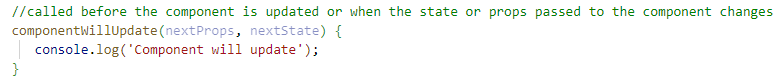 //called before the component is updated or when the state or props passed to the component changes
componentWillUpdate(nextProps, nextState) {
console.log('Component will update');
}